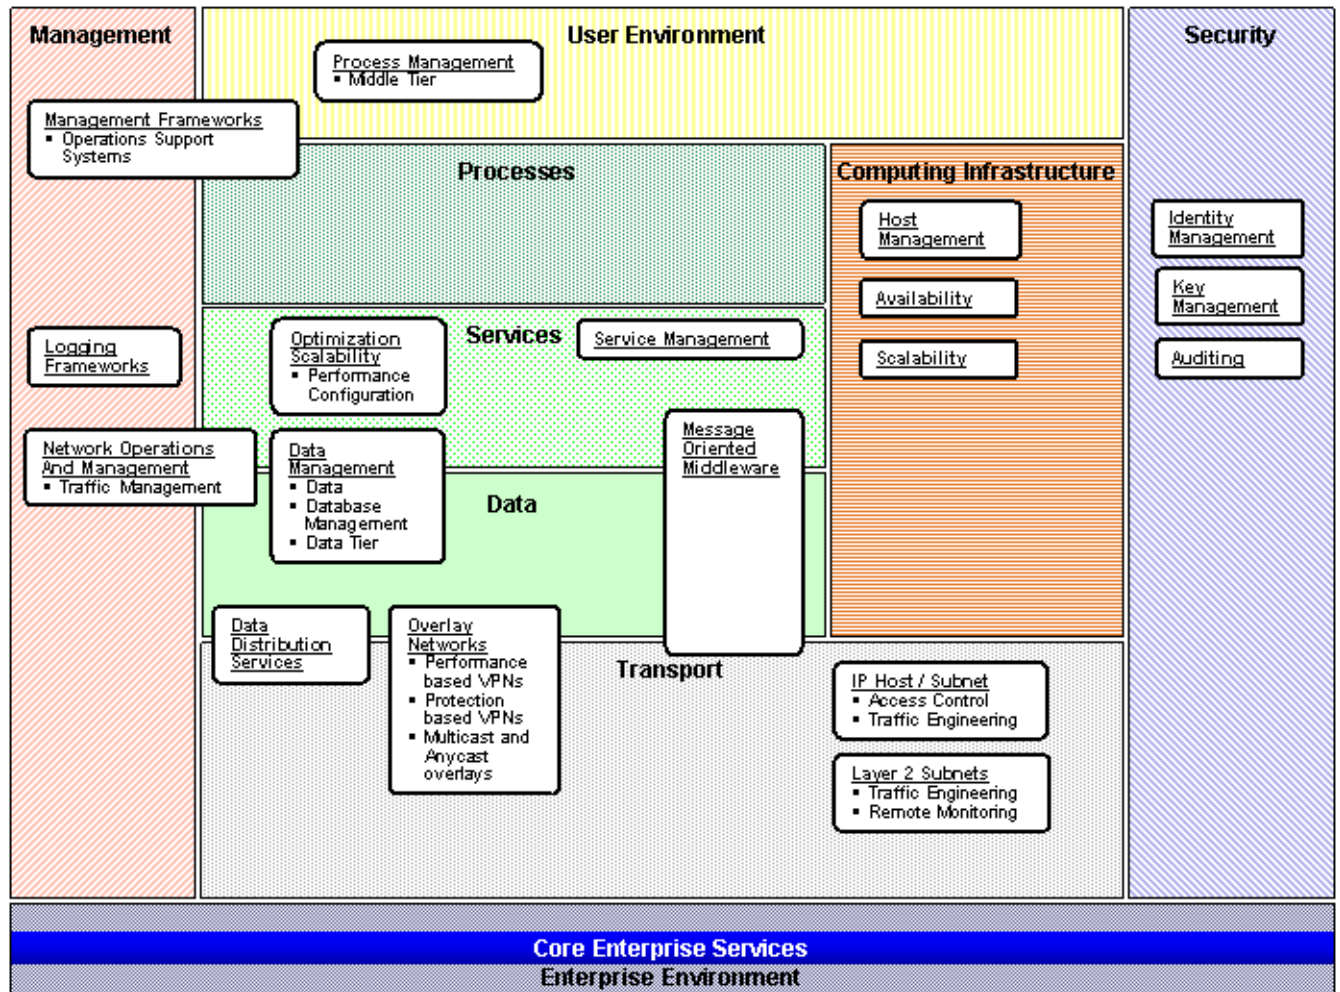 Management
User Environment
Security
Process Management
▪ Middle Tier
Management Frameworks
▪ Operations Support
Systems
Processes
Computing Infrastructure
Host
Management
Availability
Scalability
Identity
Management
Key
Management
Auditing
Logging
Frameworks
Optimization
Scalability
▪ Performance
Configuration
Services
Service Management
Network Operations
And Management
▪ Traffic Management
Data
Management
▪ Data
▪ Database
Management
▪ Data Tier
Message
Oriented
Middleware
Data
Data
Distribution
Services
Overlay
Networks
▪ Performance
based VPNs
▪ Protection
based VPNs
▪ Multicast and
Anycast
overlays
Transport
IP Host / Subnet
▪ Access Control
▪ Traffic Engineering
Layer 2 Subnets
▪ Traffic Engineering
▪ Remote Monitoring
Core Enterprise Services
Enterprise Environment